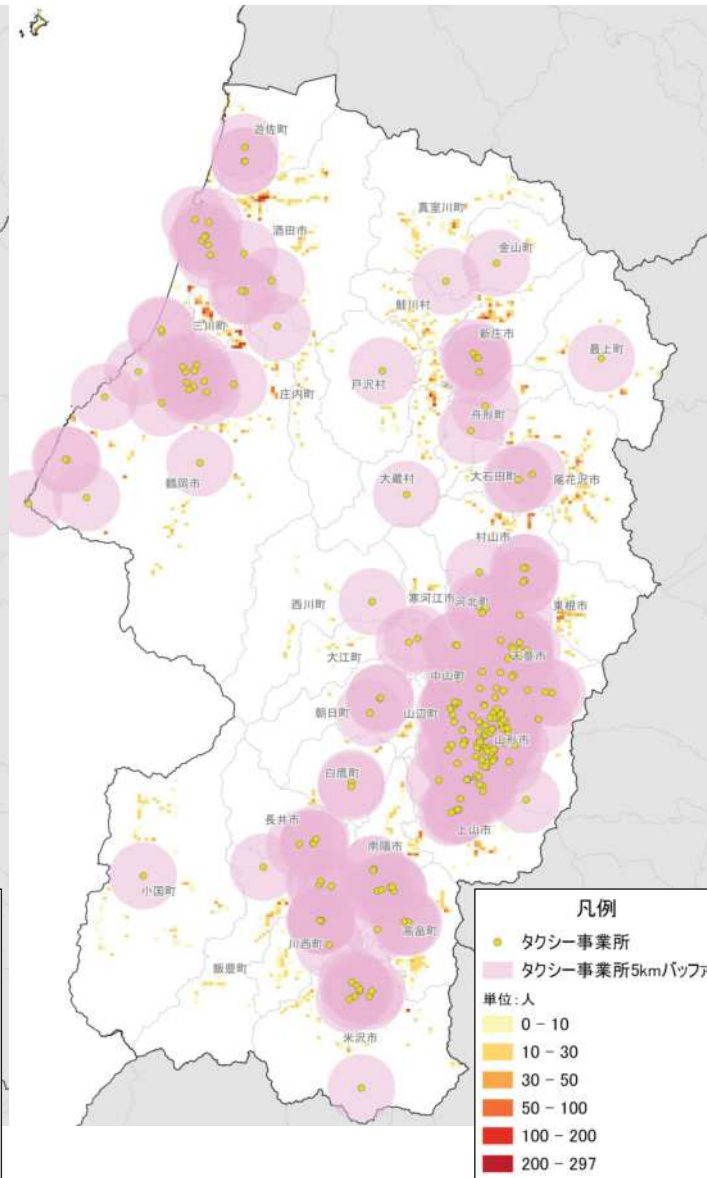 遊佐町
真室川町
酒田市
金山町
鮭川村
三川町
新庄市
最上町
戸沢村
庄内町
舟形町
鶴岡市
大蔵村
大石田町
尾花沢市
村山市
西川町
寒河江市
河北町
東根市
大江町
天童市
中山町
朝日町
山辺町
山形市
白鷹町
長井市
上山市
南陽市
小国町
高畠町
川西町
飯豊町
米沢市
凡例
タクシー事業所
タクシー事業所5kmバッファ
単位:人
0 - 10
10 - 30
30 - 50
50 - 100
100 - 200
200 - 297